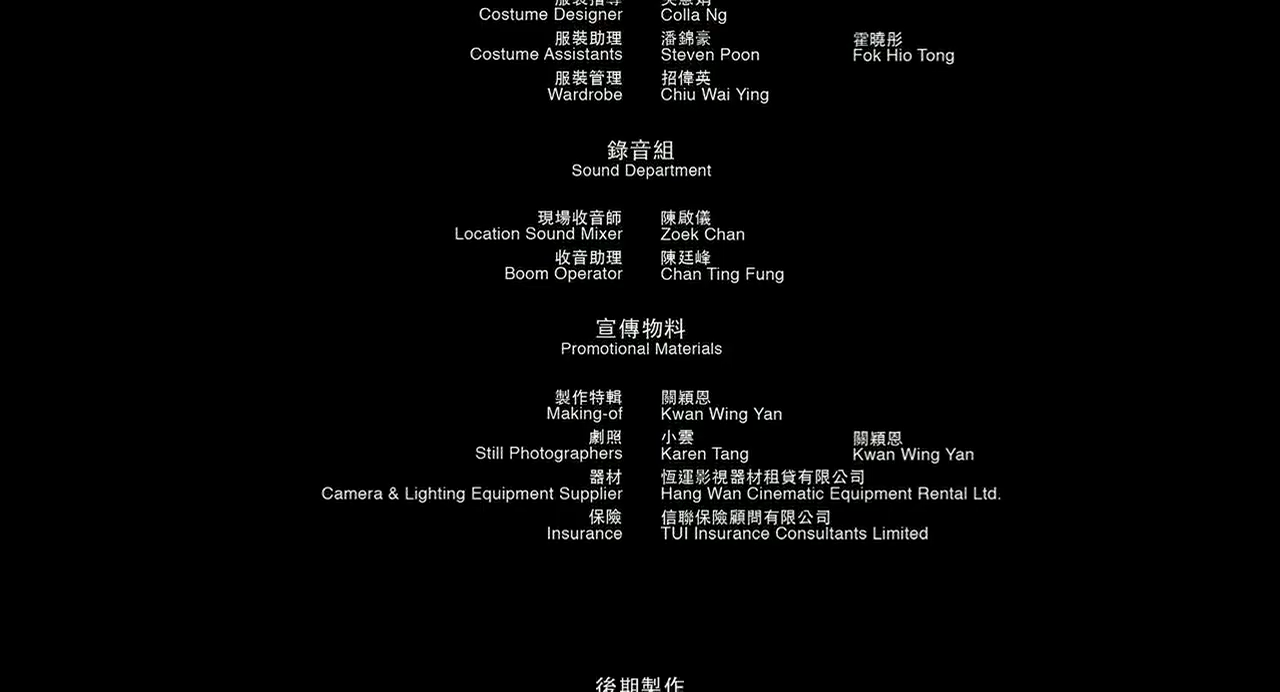 Costume Designer Colla Ng
服裝助理 潘錦豪 霍曉彤
Costume Assistants Steven Poon Fok Hio Tong
服裝管理 招偉英
Wardrobe Chiu Wai Ying
錄音組
Sound Department
現場收音師 陳啟儀
Location Sound Mixer Zoek Chan
收音助理 陳廷峰
Boom Operator Chan Ting Fung
宣傳物料
Promotional Materials
製作特輯 關穎恩
Making-of Kwan Wing Yan
劇照 小雲 關穎恩
Still Photographers Karen Tang Kwan Wing Yan
器材 恆運影視器材租賃有限公司
Camera & Lighting Equipment Supplier Hang Wan Cinematic Equipment Rental Ltd.
保險 信聯保險顧問有限公司
Insurance TUI Insurance Consultants Limited
後期製作